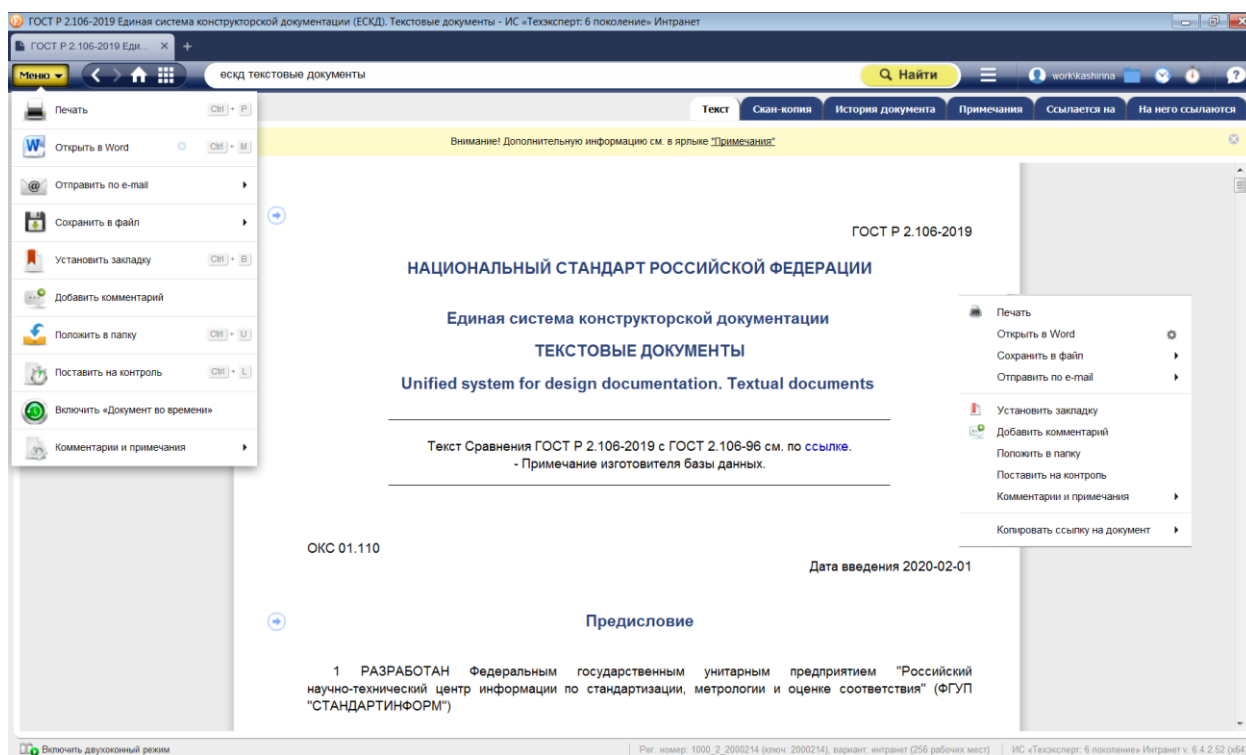 ГОСТ Р 2.106-2019 Единая система конструкторской документации (ЕСКД). Текстовые документы - ИС «Техэксперт: 6 поколение» Интранет
ГОСТ Р 2.106-2019 Еди...
Меню
ескд текстовые документы
Найти
work\kashirina
Печать Ctrl + P
Открыть в Word Ctrl + M
Отправить по e-mail
Сохранить в файл
Установить закладку Ctrl + B
Добавить комментарий
Положить в папку Ctrl + U
Поставить на контроль Ctrl + L
Включить «Документ во времени»
Комментарии и примечания
Текст Скан-копия История документа Примечания Ссылается на На него ссылаются
Внимание! Дополнительную информацию см. в ярлыке "Примечания"
ГОСТ Р 2.106-2019
НАЦИОНАЛЬНЫЙ СТАНДАРТ РОССИЙСКОЙ ФЕДЕРАЦИИ
Единая система конструкторской документации
ТЕКСТОВЫЕ ДОКУМЕНТЫ
Unified system for design documentation. Textual documents
Текст Сравнения ГОСТ Р 2.106-2019 с ГОСТ 2.106-96 см. по ссылке.
- Примечание изготовителя базы данных.
ОКС 01.110
Дата введения 2020-02-01
Предисловие
1 РАЗРАБОТАН Федеральным государственным унитарным предприятием "Российский
научно-технический центр информации по стандартизации, метрологии и оценке соответствия" (ФГУП
"СТАНДАРТИНФОРМ")
Печать
Открыть в Word
Сохранить в файл
Отправить по e-mail
Установить закладку
Добавить комментарий
Положить в папку
Поставить на контроль
Комментарии и примечания
Копировать ссылку на документ
Включить двухоконный режим
Рег. номер: 1000_2_2000214 (ключ: 2000214), вариант: интранет (256 рабочих мест)
ИС «Техэксперт: 6 поколение» Интранет v. 6.4.2.52 (x64